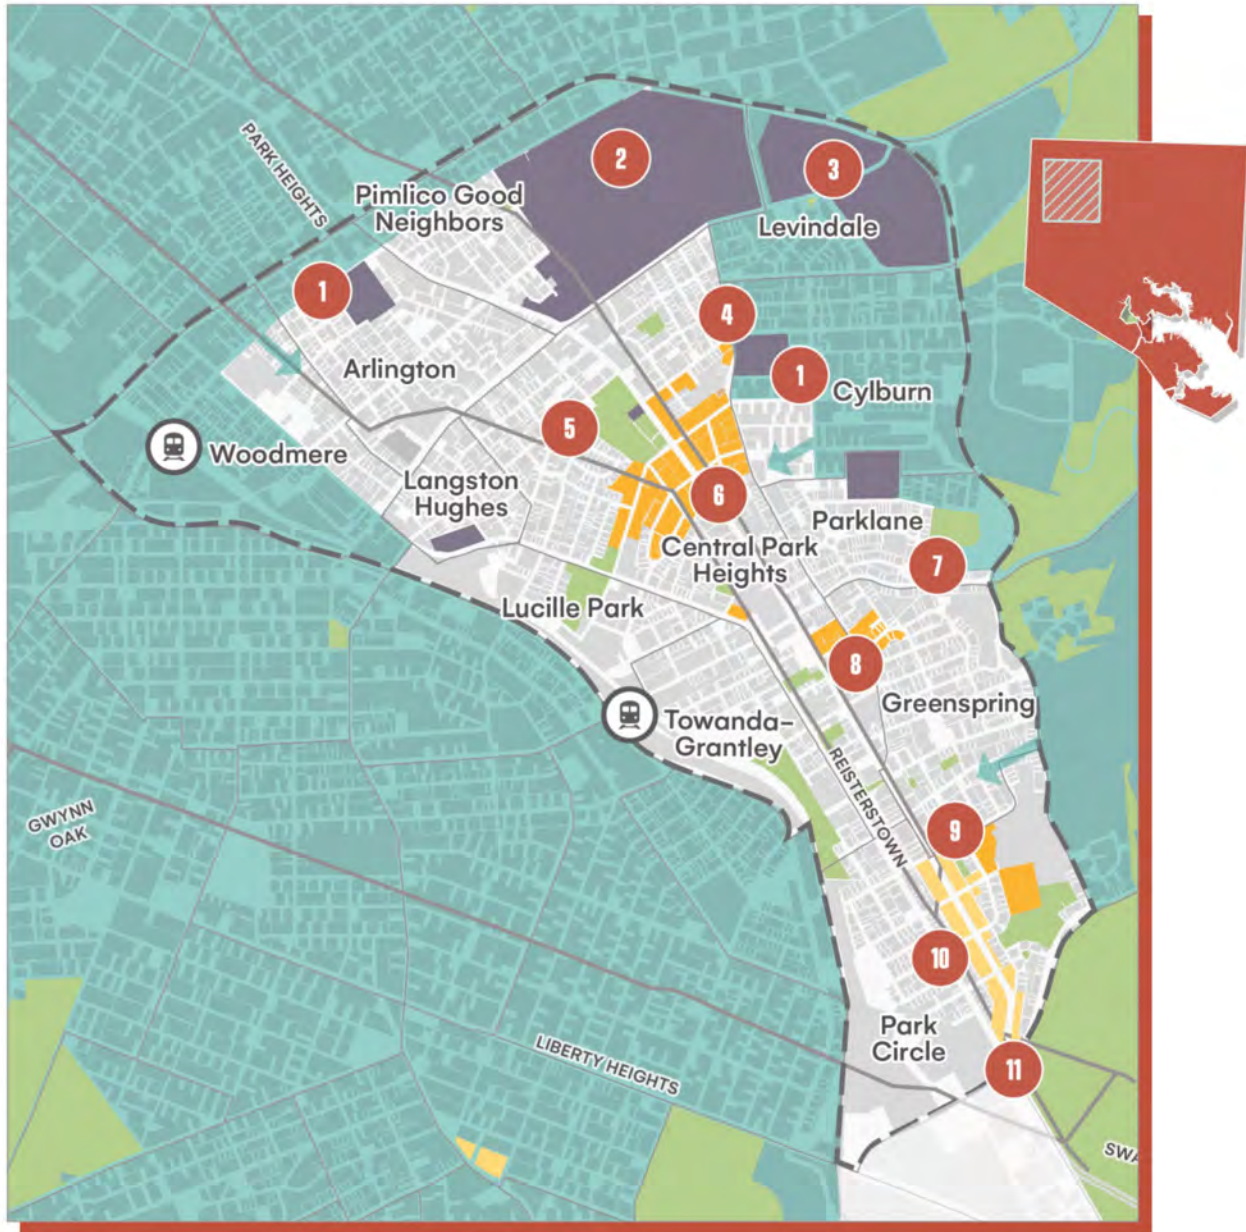 PARK HEIGHTS
2
3
Pimlico Good
Neighbors
Levindale
1
4
Arlington
1
Cylburn
5
Woodmere
Langston
Hughes
6
Parklane
Central Park
Heights
7
Lucille Park
8
Greenspring
Towanda-
Grantley
REISTERSTOWN
GWYNN
OAK
9
10
Park
Circle
LIBERTY HEIGHTS
11
SWA